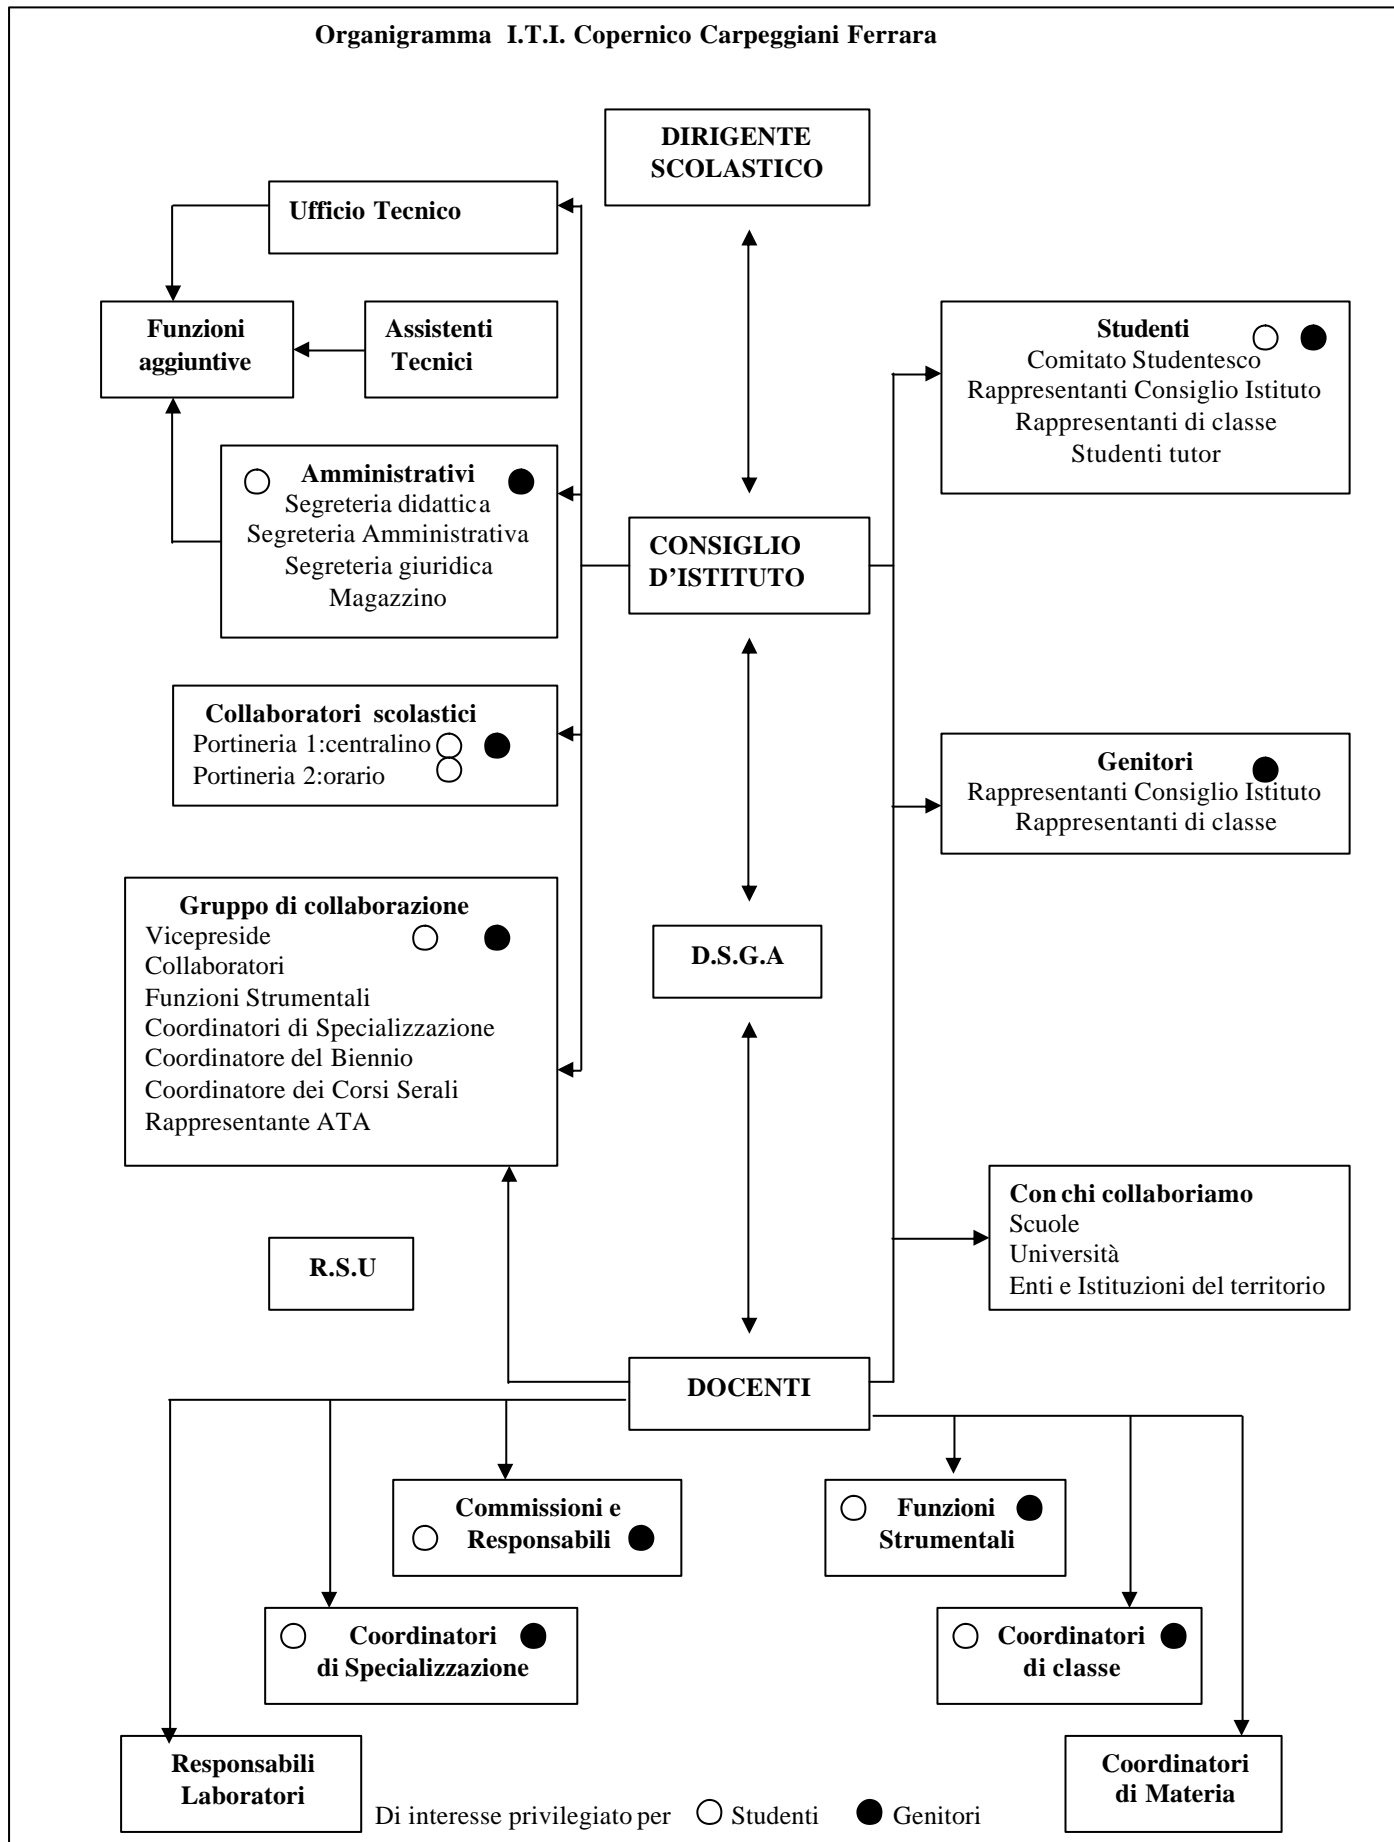 Organigramma I.T.I. Copernico Carpeggiani Ferrara
DIRIGENTE
SCOLASTICO
Ufficio Tecnico
Funzioni
aggiuntive
Assistenti
Tecnici
Studenti
Comitato Studentesco
Rappresentanti Consiglio Istituto
Rappresentanti di classe
Studenti tutor
Amministrativi
Segreteria didattica
Segreteria Amministrativa
Segreteria giuridica
Magazzino
CONSIGLIO
D'ISTITUTO
Collaboratori scolastici
Portineria 1:centralino
Portineria 2:orario
Genitori
Rappresentanti Consiglio Istituto
Rappresentanti di classe
Gruppo di collaborazione
Vicepreside
Collaboratori
Funzioni Strumentali
Coordinatori di Specializzazione
Coordinatore del Biennio
Coordinatore dei Corsi Serali
Rappresentante ATA
D.S.G.A
Con chi collaboriamo
Scuole
Università
Enti e Istituzioni del territorio
R.S.U
DOCENTI
Commissioni e
Responsabili
Funzioni
Strumentali
Coordinatori
di Specializzazione
Coordinatori
di classe
Responsabili
Laboratori
Coordinatori
di Materia
Di interesse privilegiato per Studenti Genitori